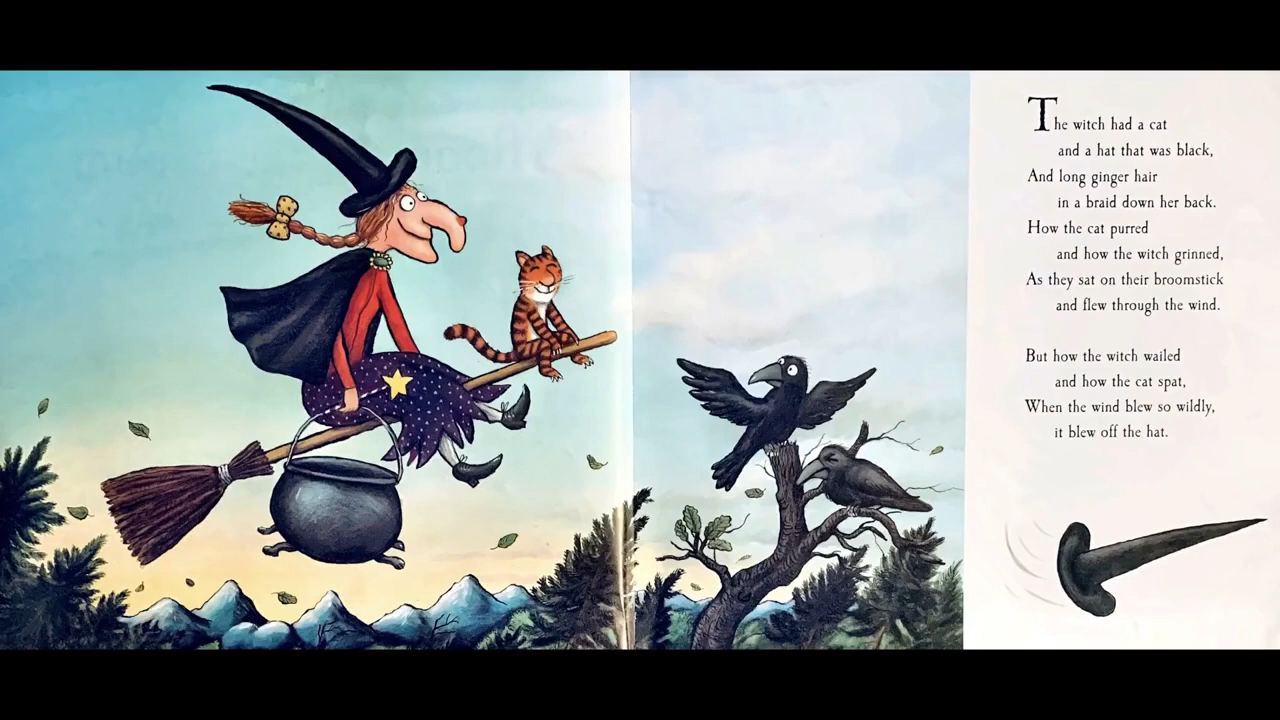 The witch had a cat
and a hat that was black,
And long ginger hair
in a braid down her back.
How the cat purred
and how the witch grinned,
As they sat on their broomstick
and flew through the wind.
But how the witch wailed
and how the cat spat,
When the wind blew so wildly,
it blew off the hat.